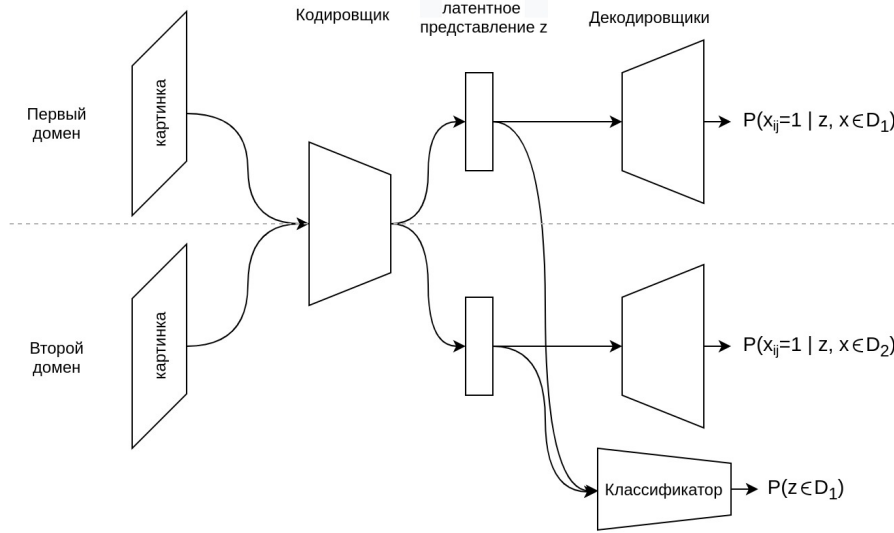 Кодировщик
латентное
представление z
Декодировщики
Первый
домен
картинка
P(xᵢⱼ=1 | z, x∈D₁)
Второй
домен
картинка
P(xᵢⱼ=1 | z, x∈D₂)
Классификатор
P(z∈D₁)